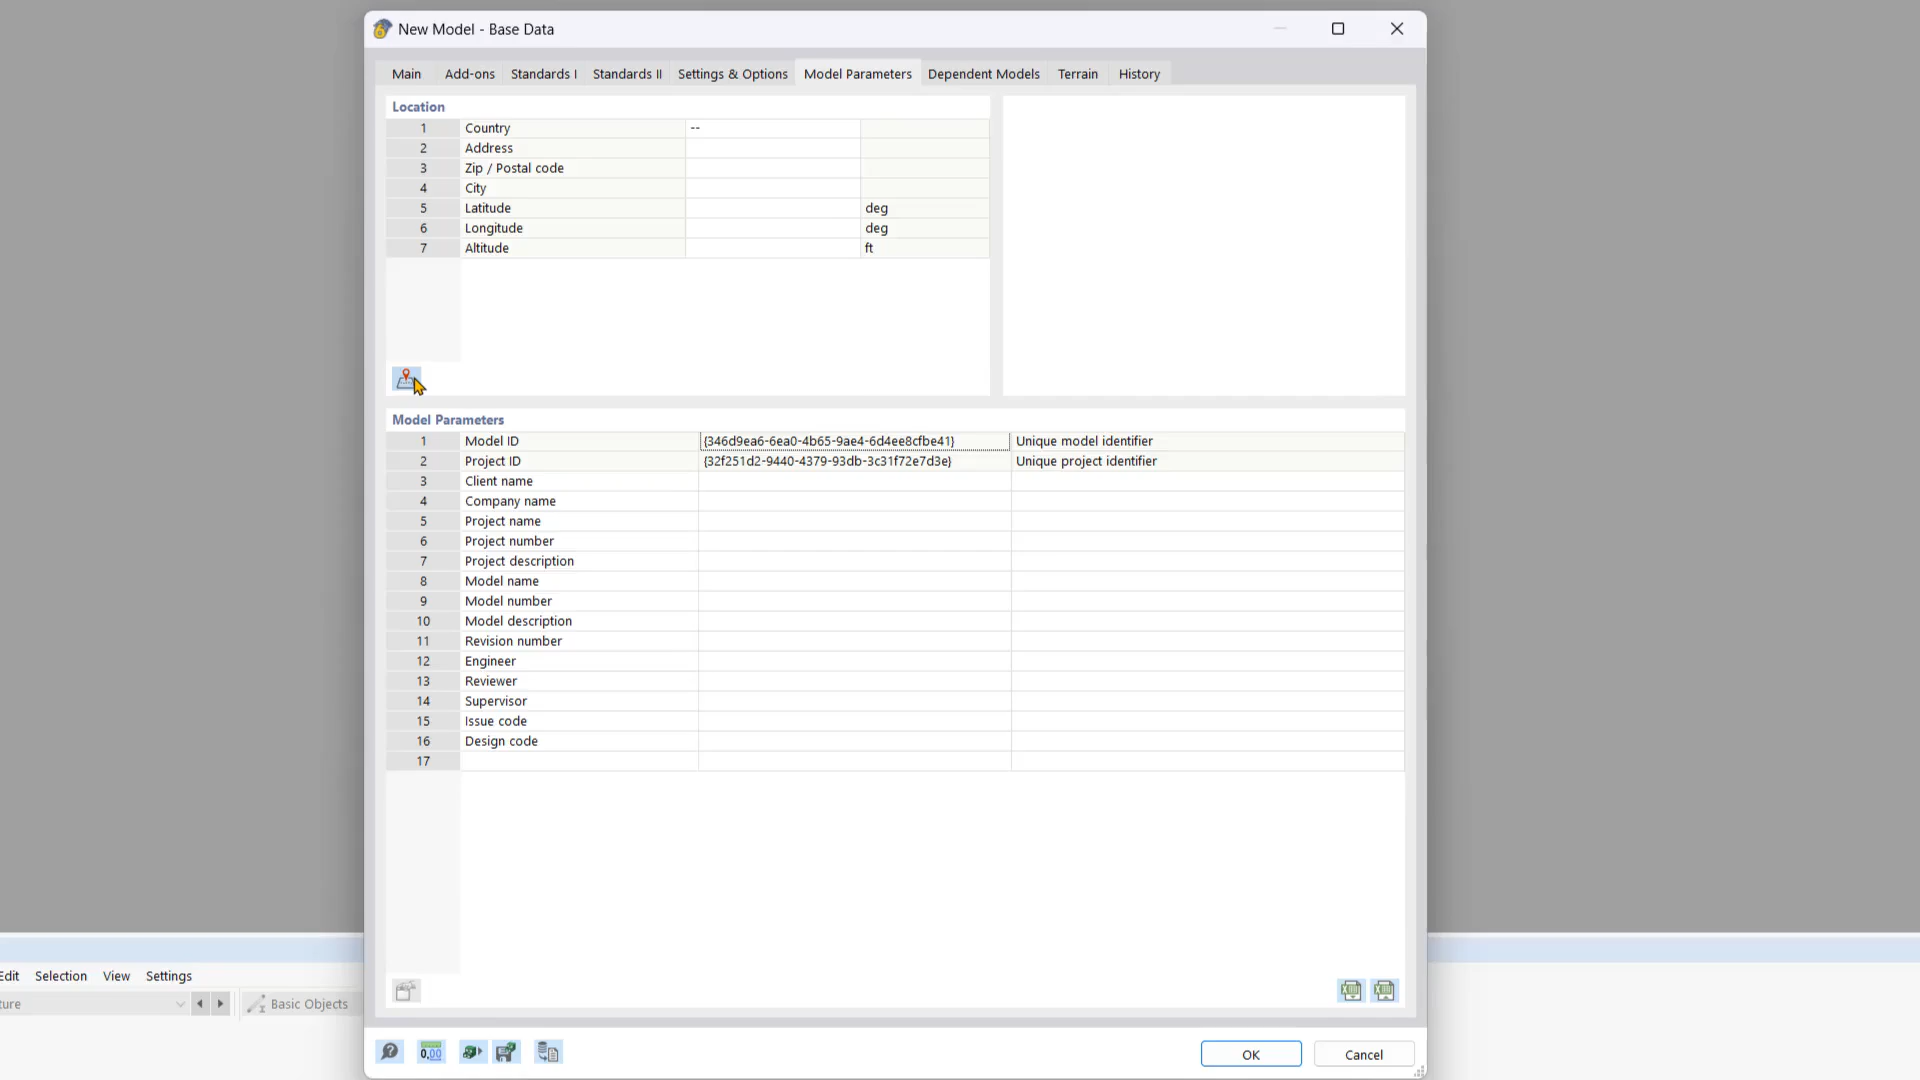 New Model - Base Data
Main Add-ons Standards I Standards II Settings & Options Model Parameters Dependent Models Terrain History
Location
1 Country --
2 Address
3 Zip / Postal code
4 City
5 Latitude deg
6 Longitude deg
7 Altitude ft
Model Parameters
1 Model ID {346d9ea6-6ea0-4b65-9ae4-6d4ee8cfbe41} Unique model identifier
2 Project ID {32f251d2-9440-4379-93db-3c31f72e7d3e} Unique project identifier
3 Client name
4 Company name
5 Project name
6 Project number
7 Project description
8 Model name
9 Model number
10 Model description
11 Revision number
12 Engineer
13 Reviewer
14 Supervisor
15 Issue code
16 Design code
17
Edit Selection View Settings
ture Basic Objects
0,00
OK Cancel